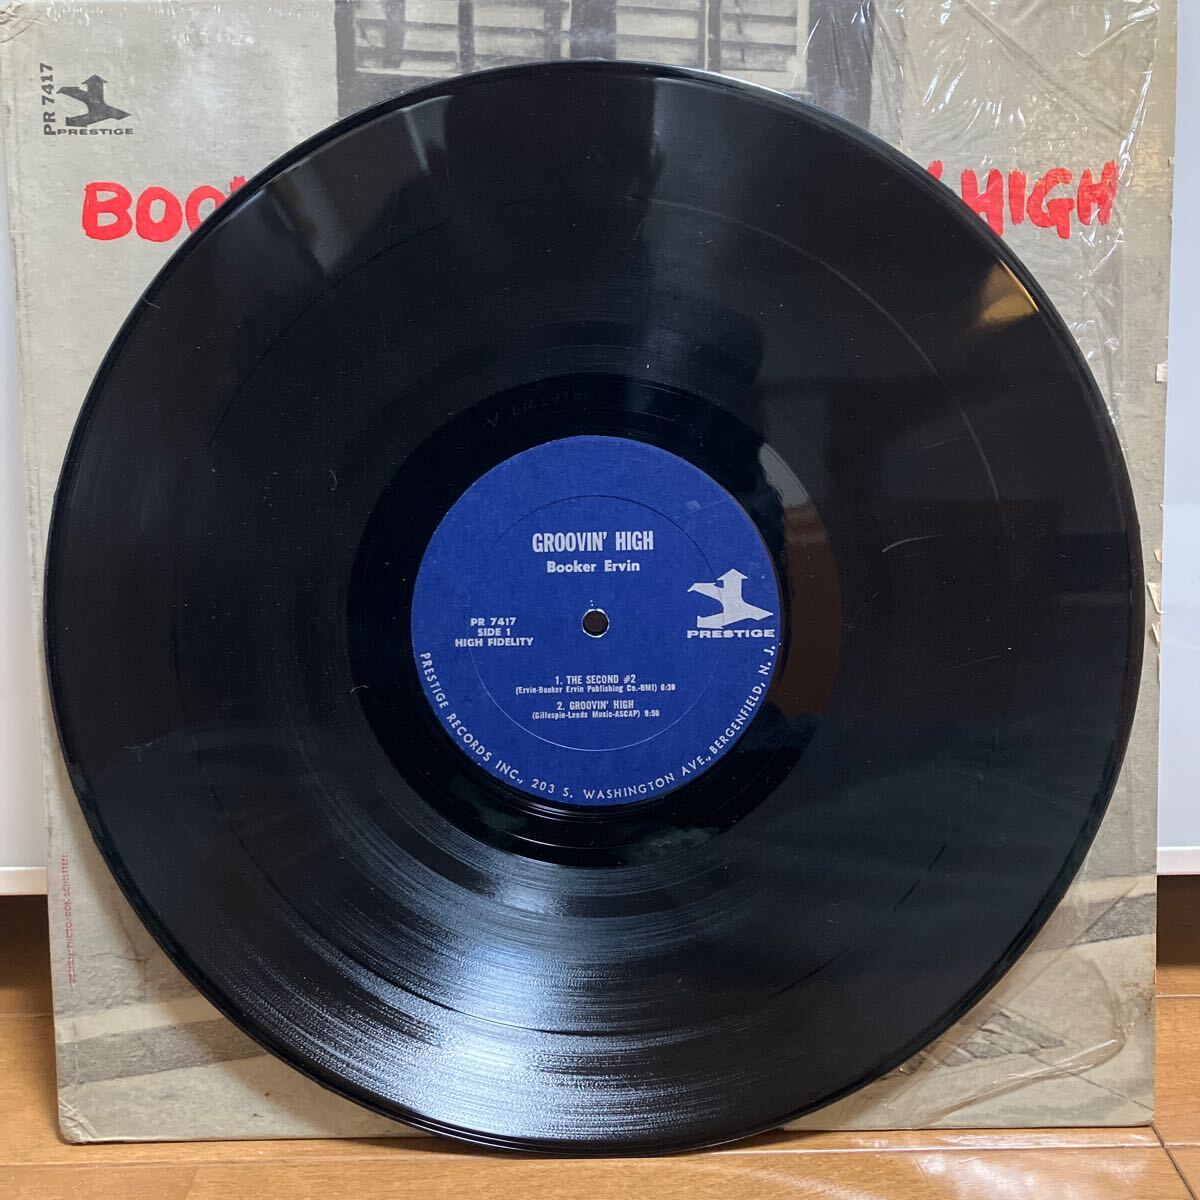 PR 7417
PRESTIGE
BOO
HIGH
GROOVIN' HIGH
Booker Ervin
PR 7417
SIDE 1
HIGH FIDELITY
PRESTIGE
1. THE SECOND #2
(Ervin-Booker Ervin Publishing Co.-BMI) 6:39
2. GROOVIN' HIGH
(Gillespie-Leeds Music-ASCAP) 9:50
PRESTIGE RECORDS INC., 203 S. WASHINGTON AVE., BERGENFIELD, N. J.